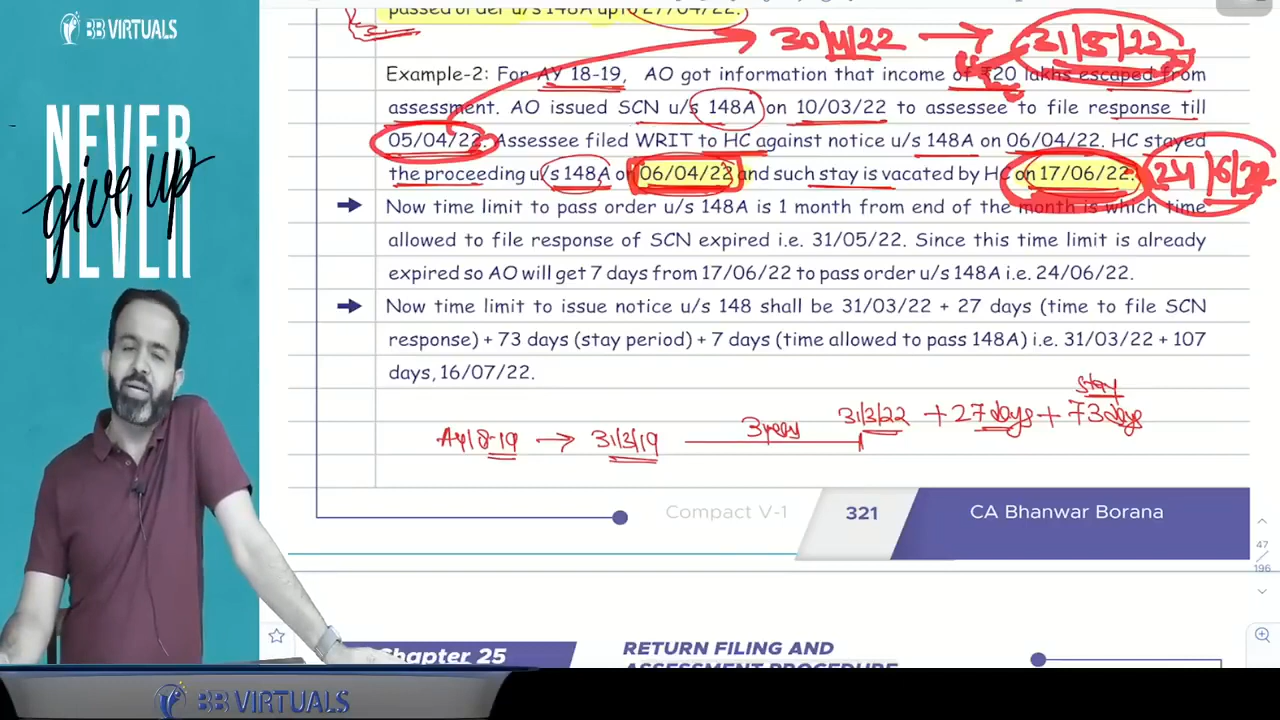 BB VIRTUALS
NEVER
give up
NEVER
passed order u/s 148A upto 27/04/22.
30/4/22 → 31/5/22
Example-2: For AY 18-19, AO got information that income of ₹20 lakhs escaped from
assessment. AO issued SCN u/s 148A on 10/03/22 to assessee to file response till
05/04/22. Assessee filed WRIT to HC against notice u/s 148A on 06/04/22. HC stayed
the proceeding u/s 148A on 06/04/22 and such stay is vacated by HC on 17/06/22.
24/6/22
Now time limit to pass order u/s 148A is 1 month from end of the month is which time
allowed to file response of SCN expired i.e. 31/05/22. Since this time limit is already
expired so AO will get 7 days from 17/06/22 to pass order u/s 148A i.e. 24/06/22.
Now time limit to issue notice u/s 148 shall be 31/03/22 + 27 days (time to file SCN
response) + 73 days (stay period) + 7 days (time allowed to pass 148A) i.e. 31/03/22 + 107
days, 16/07/22.
stay
AY 18-19 → 31/3/19 3 years 31/3/22 + 27 days + 73 days
Compact V-1 321 CA Bhanwar Borana
47
196
Chapter 25 RETURN FILING AND
ASSESSMENT PROCEDURE
BB VIRTUALS